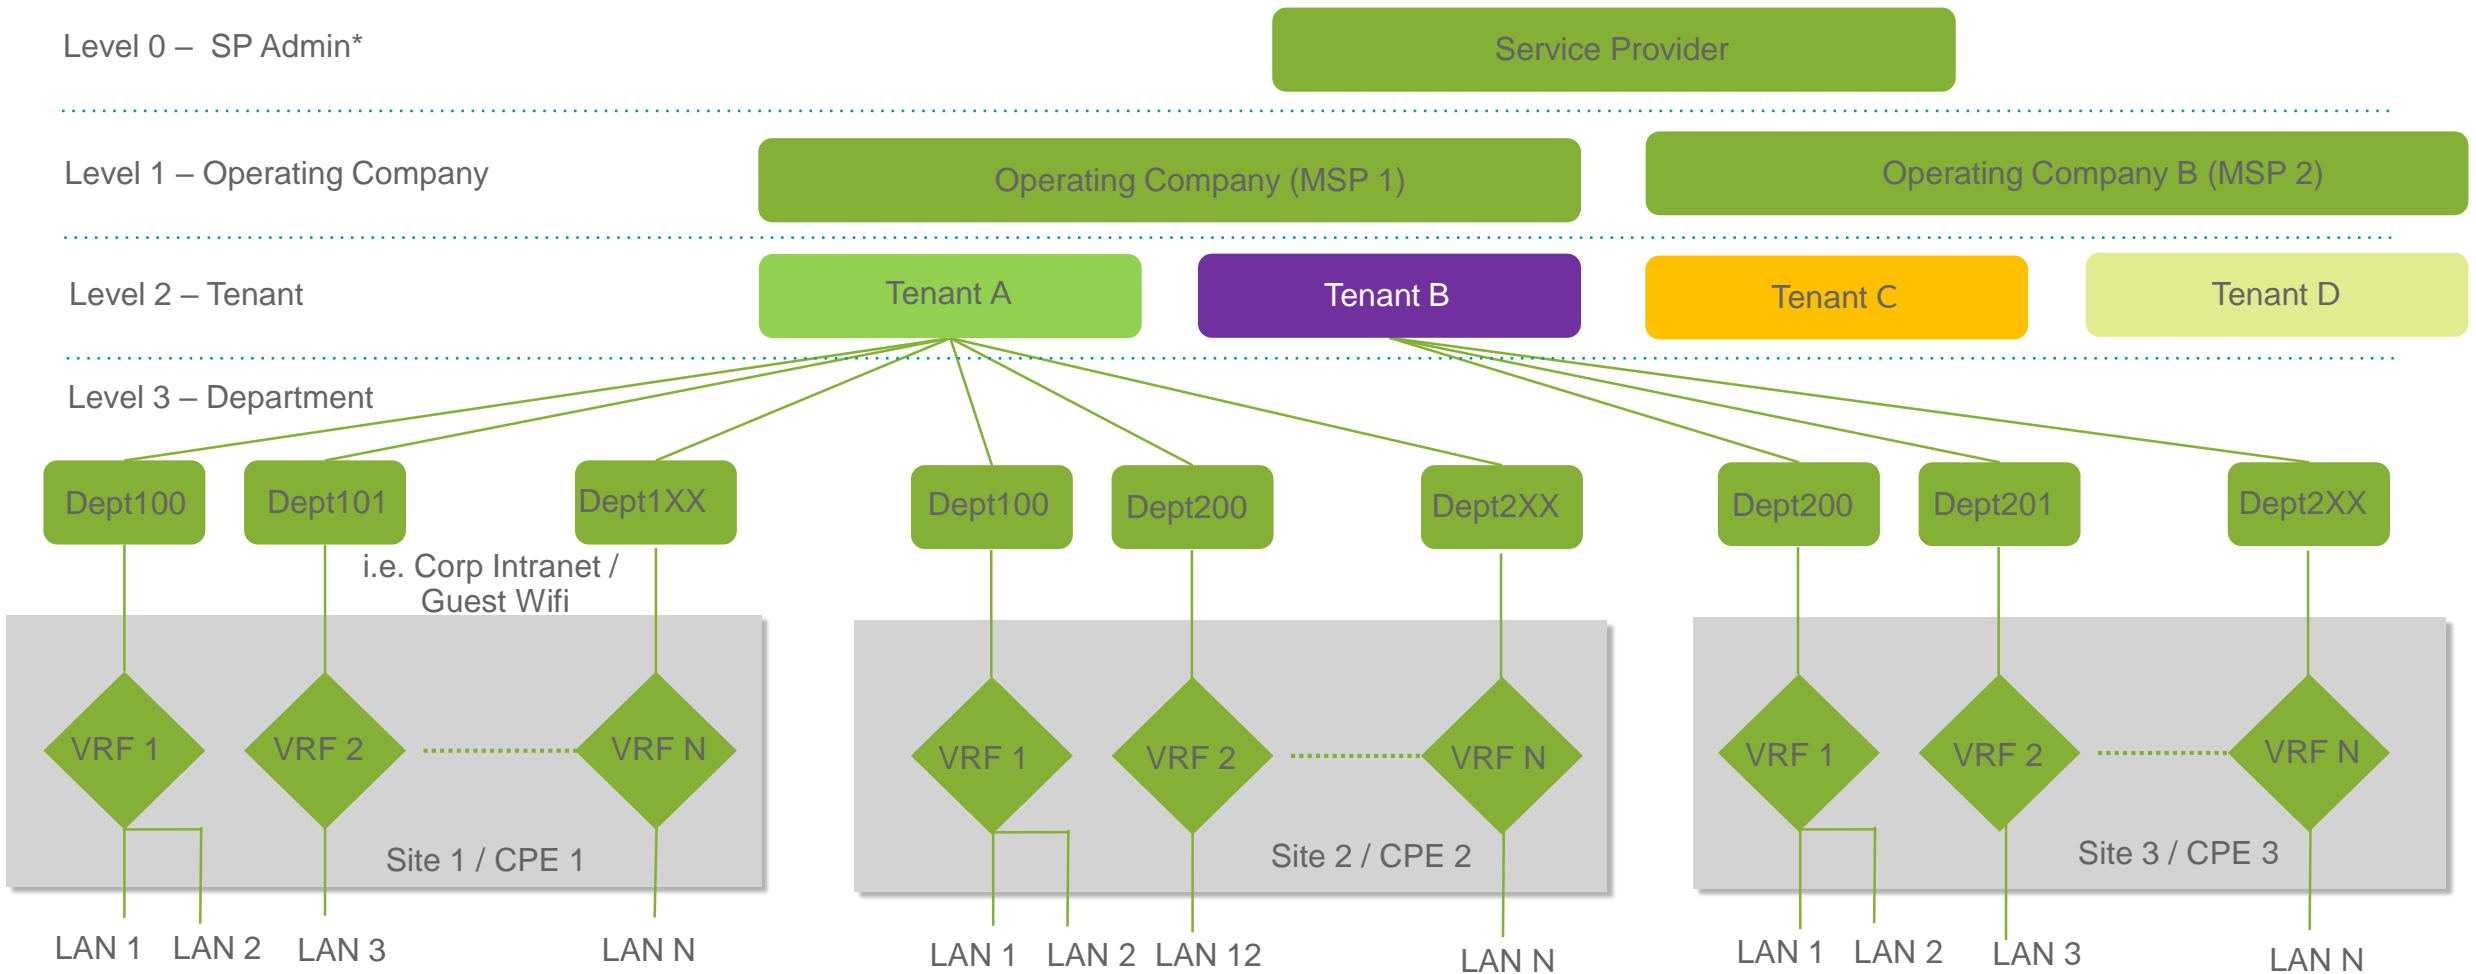 Level 0 – SP Admin*
Service Provider
Level 1 – Operating Company
Operating Company (MSP 1)
Operating Company B (MSP 2)
Level 2 – Tenant
Tenant A
Tenant B
Tenant C
Tenant D
Level 3 – Department
Dept100
Dept101
Dept1XX
Dept100
Dept200
Dept2XX
Dept200
Dept201
Dept2XX
i.e. Corp Intranet /
Guest Wifi
VRF 1
VRF 2
VRF N
VRF 1
VRF 2
VRF N
VRF 1
VRF 2
VRF N
Site 1 / CPE 1
Site 2 / CPE 2
Site 3 / CPE 3
LAN 1
LAN 2
LAN 3
LAN N
LAN 1
LAN 2
LAN 12
LAN N
LAN 1
LAN 2
LAN 3
LAN N